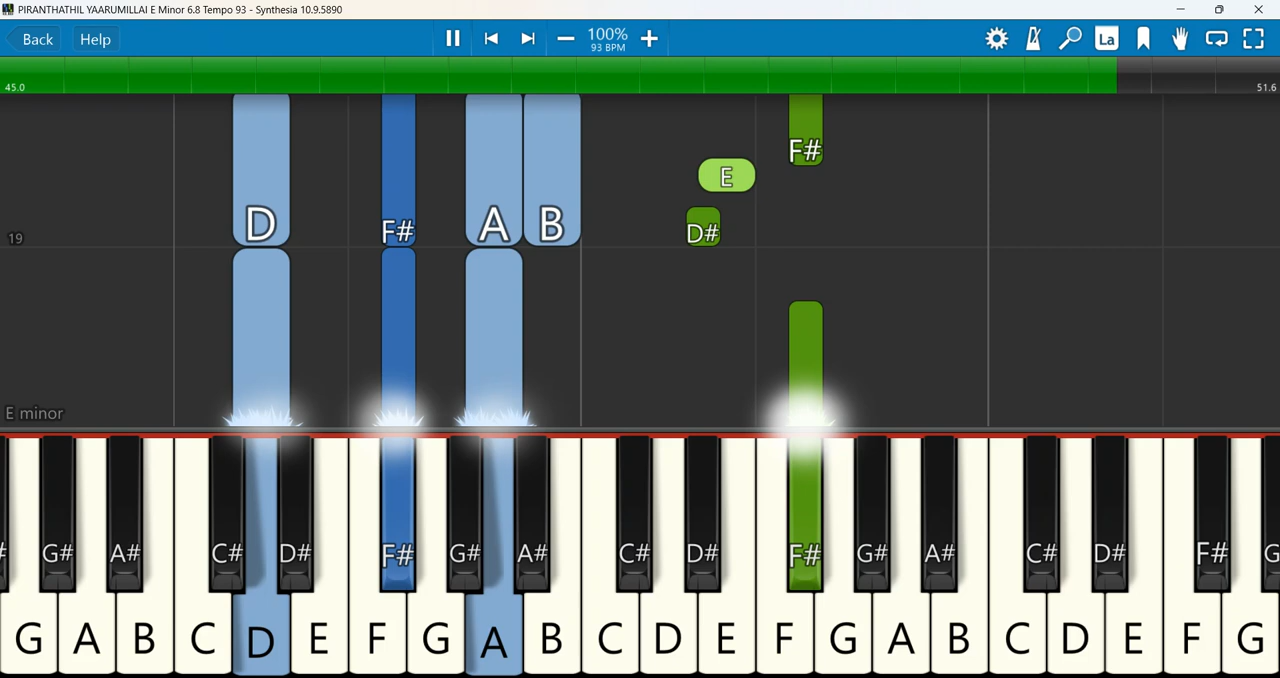 PIRANTHATHIL YAARUMILLAI E Minor 6.8 Tempo 93 - Synthesia 10.9.5890
Back Help 100% La
93 BPM
45.0 51.6
F#
E
D F# A B D#
19
E minor
# G# A# C# D# F# G# A# C# D# F# G# A# C# D# F# G
G A B C D E F G A B C D E F G A B C D E F G